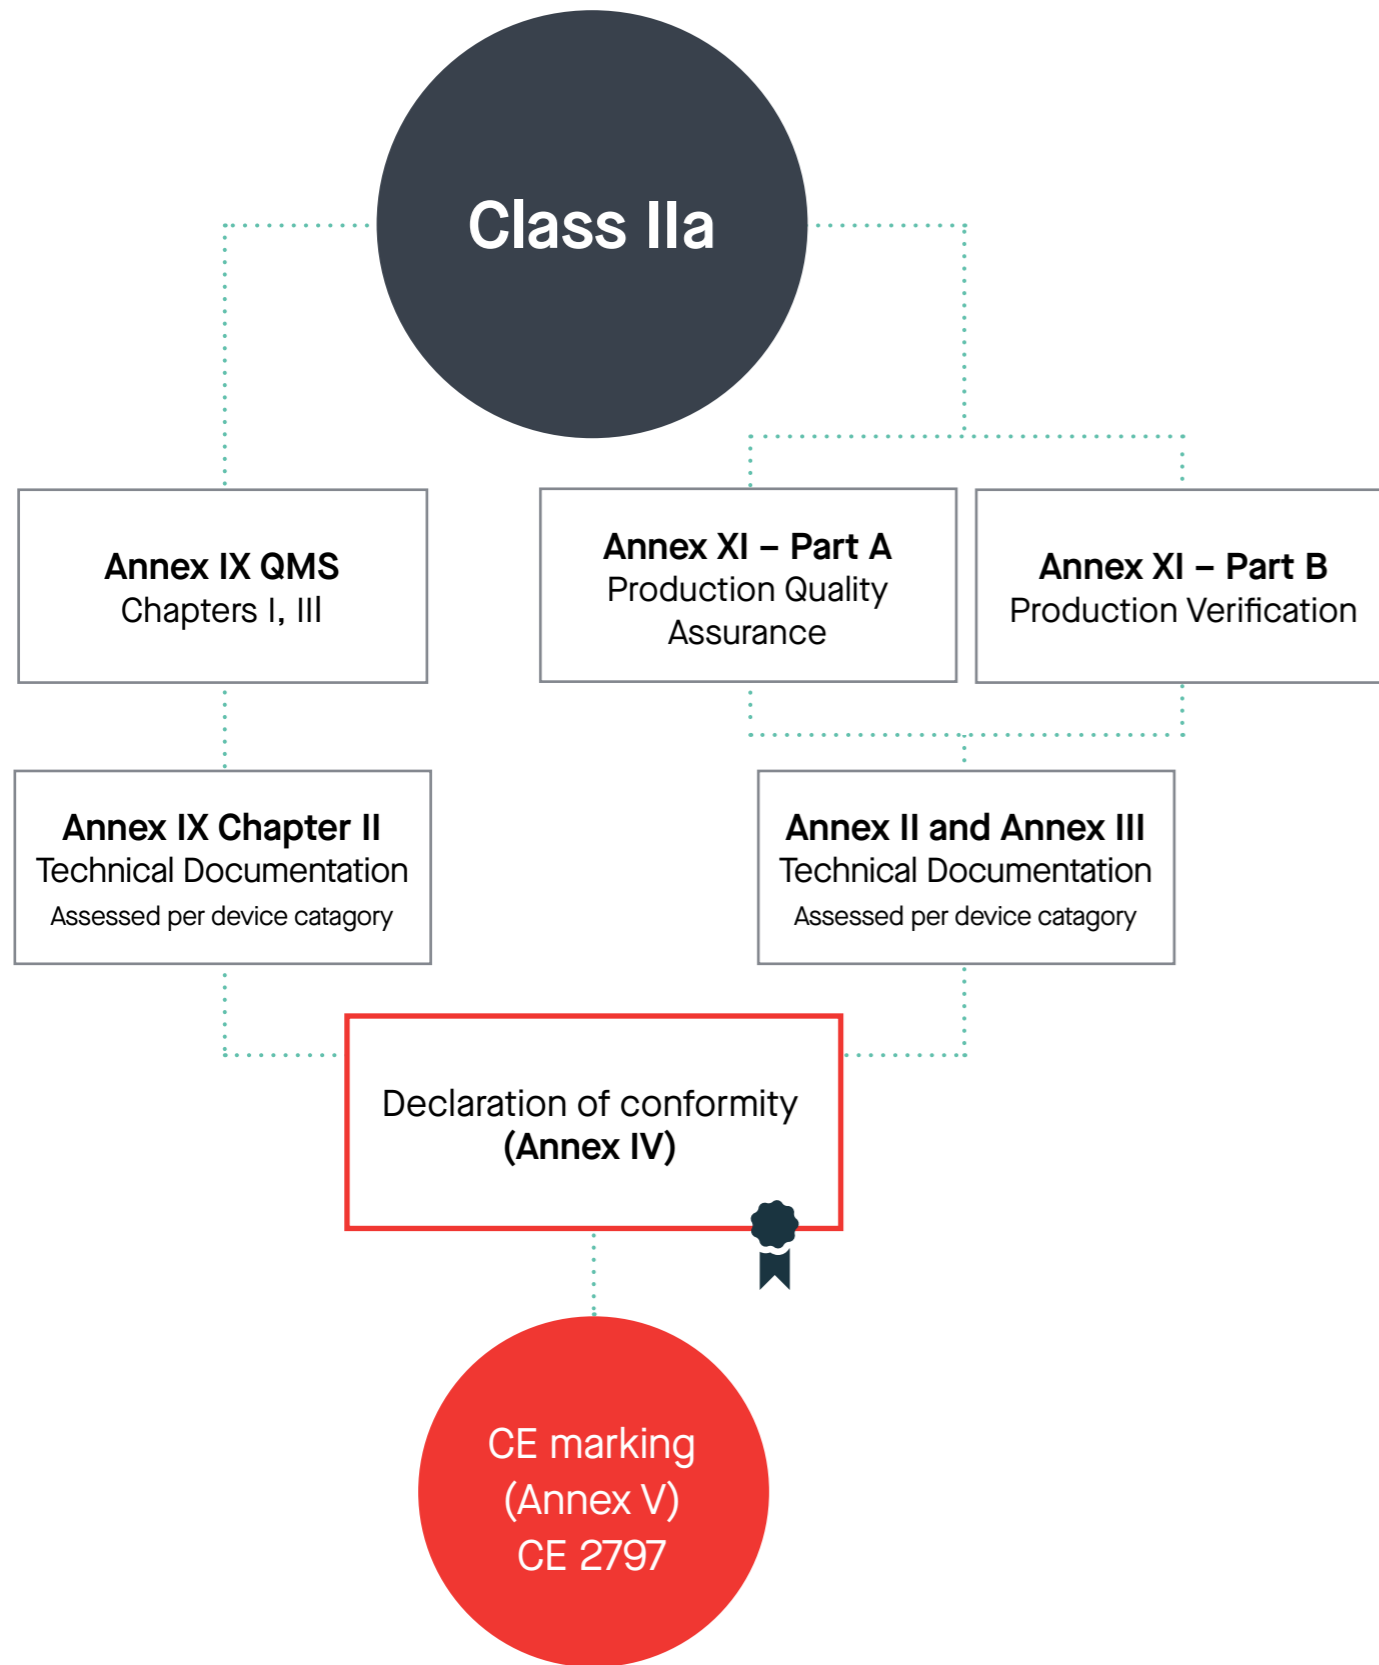 Class IIa
Annex IX QMS
Chapters I, III
Annex XI – Part A
Production Quality
Assurance
Annex XI – Part B
Production Verification
Annex IX Chapter II
Technical Documentation
Assessed per device catagory
Annex II and Annex III
Technical Documentation
Assessed per device catagory
Declaration of conformity
(Annex IV)
CE marking
(Annex V)
CE 2797